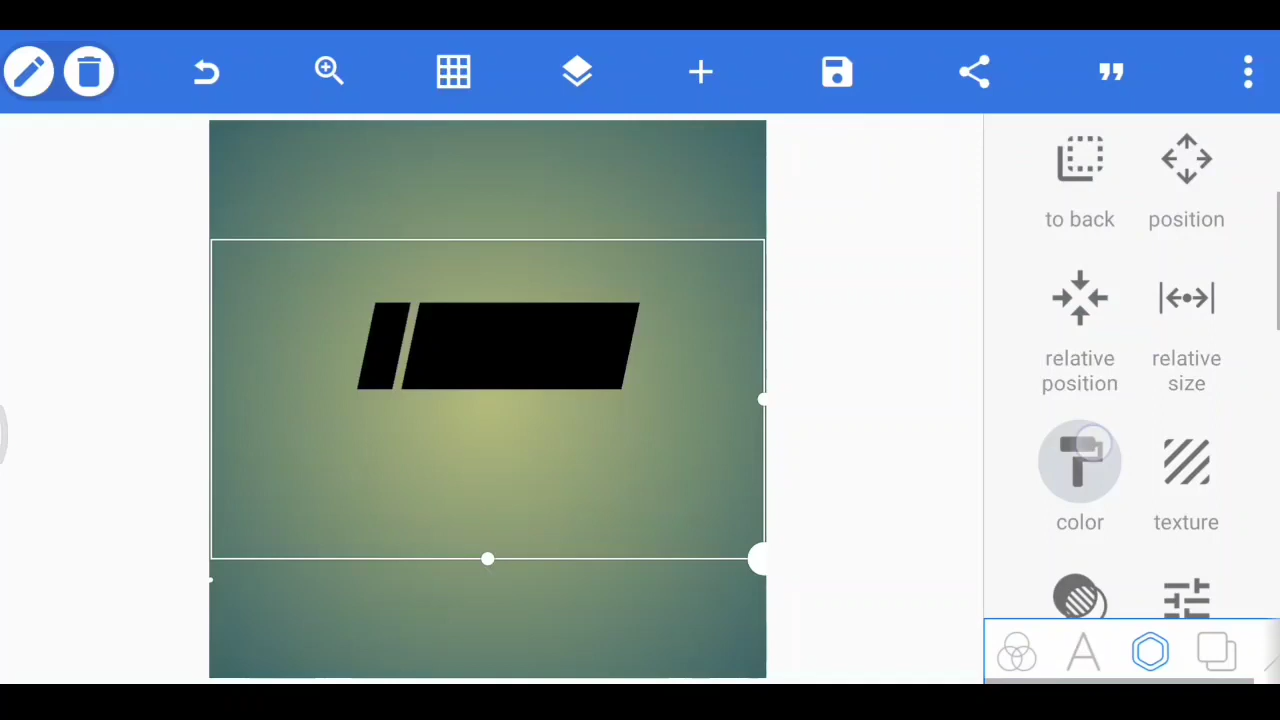 to back
position
relative
position
relative
size
color
texture